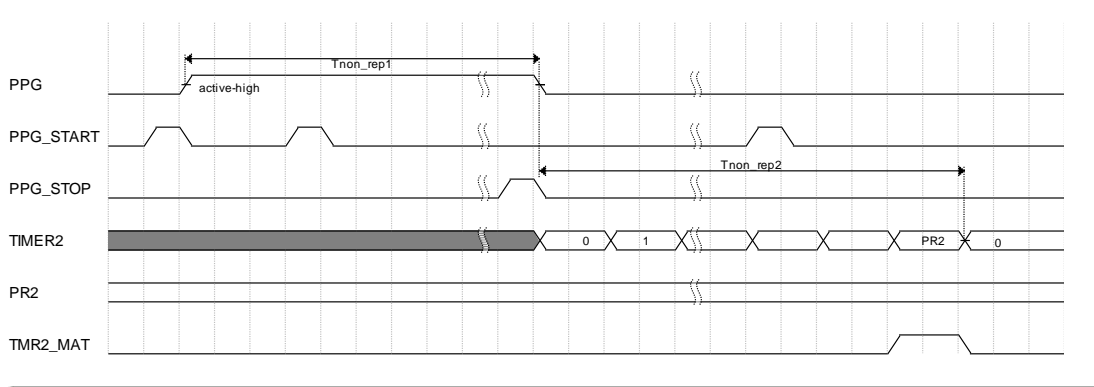 Tnon_rep1
PPG
active-high
PPG_START
Tnon_rep2
PPG_STOP
TIMER2 0 1 PR2 0
PR2
TMR2_MAT